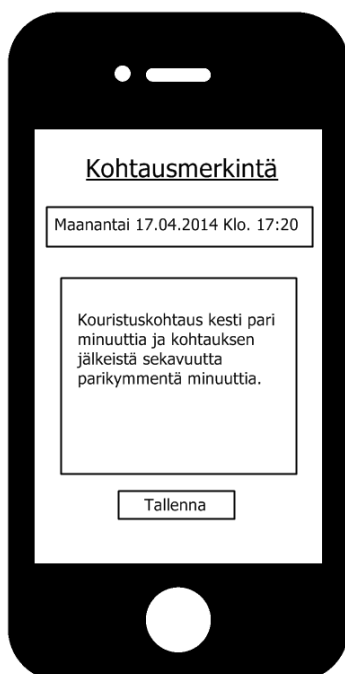 Kohtausmerkintä
Maanantai 17.04.2014 Klo. 17:20
Kouristuskohtaus kesti pari
minuuttia ja kohtauksen
jälkeistä sekavuutta
parikymmentä minuuttia.
Tallenna